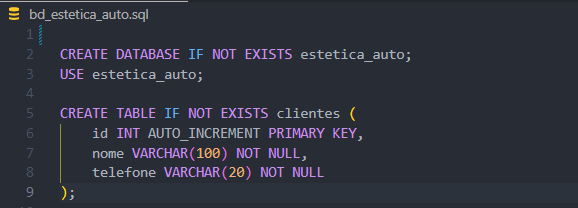 bd_estetica_auto.sql
1
2 CREATE DATABASE IF NOT EXISTS estetica_auto;
3 USE estetica_auto;
4
5 CREATE TABLE IF NOT EXISTS clientes (
6     id INT AUTO_INCREMENT PRIMARY KEY,
7     nome VARCHAR(100) NOT NULL,
8     telefone VARCHAR(20) NOT NULL
9 );